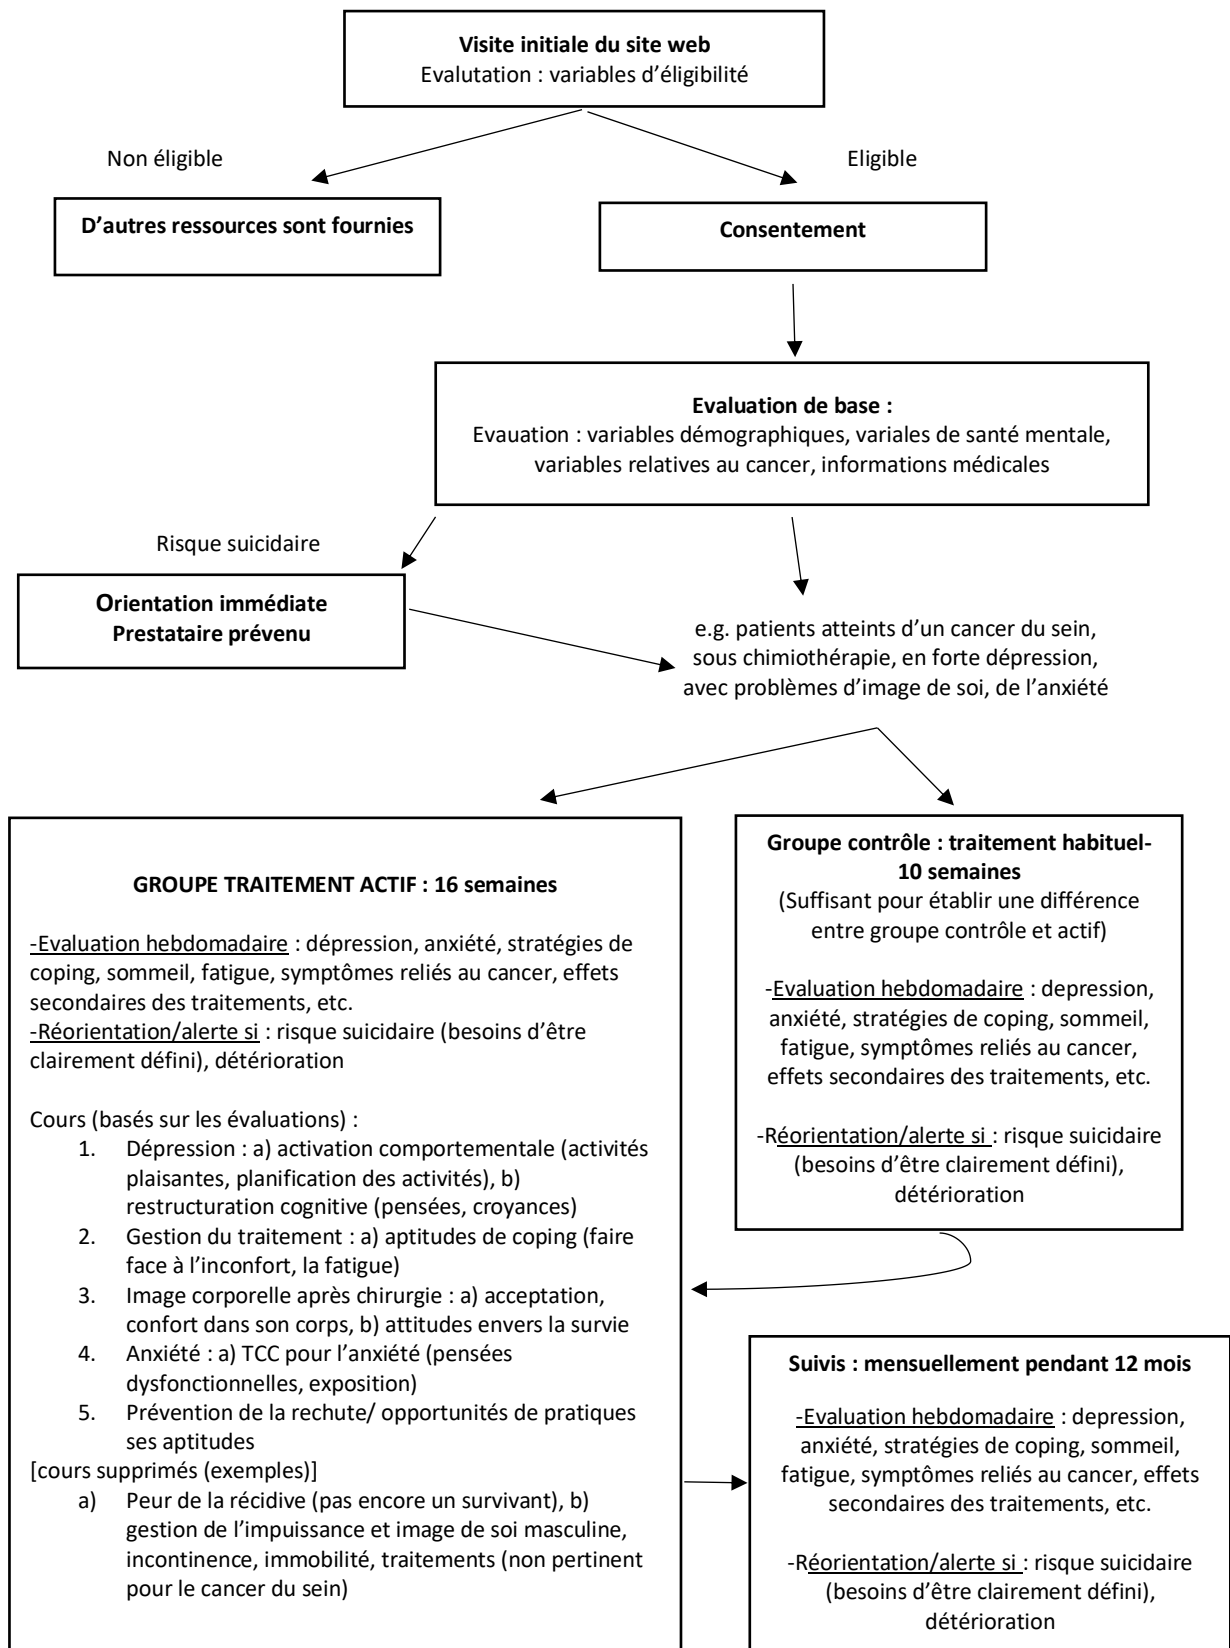 Visite initiale du site web
Evalutation : variables d’éligibilité
Non éligible
Eligible
D’autres ressources sont fournies
Consentement
Evaluation de base :
Evauation : variables démographiques, variales de santé mentale,
variables relatives au cancer, informations médicales
Risque suicidaire
Orientation immédiate
Prestataire prévenu
e.g. patients atteints d’un cancer du sein,
sous chimiothérapie, en forte dépression,
avec problèmes d’image de soi, de l’anxiété
GROUPE TRAITEMENT ACTIF : 16 semaines
-Evaluation hebdomadaire : dépression, anxiété, stratégies de
coping, sommeil, fatigue, symptômes reliés au cancer, effets
secondaires des traitements, etc.
-Réorientation/alerte si : risque suicidaire (besoins d’être
clairement défini), détérioration
Cours (basés sur les évaluations) :
1. Dépression : a) activation comportementale (activités
plaisantes, planification des activités), b)
restructuration cognitive (pensées, croyances)
2. Gestion du traitement : a) aptitudes de coping (faire
face à l’inconfort, la fatigue)
3. Image corporelle après chirurgie : a) acceptation,
confort dans son corps, b) attitudes envers la survie
4. Anxiété : a) TCC pour l’anxiété (pensées
dysfonctionnelles, exposition)
5. Prévention de la rechute/ opportunités de pratiques
ses aptitudes
[cours supprimés (exemples)]
a) Peur de la récidive (pas encore un survivant), b)
gestion de l’impuissance et image de soi masculine,
incontinence, immobilité, traitements (non pertinent
pour le cancer du sein)
Groupe contrôle : traitement habituel-
10 semaines
(Suffisant pour établir une différence
entre groupe contrôle et actif)
-Evaluation hebdomadaire : depression,
anxiété, stratégies de coping, sommeil,
fatigue, symptômes reliés au cancer,
effets secondaires des traitements, etc.
-Réorientation/alerte si : risque suicidaire
(besoins d’être clairement défini),
détérioration
Suivis : mensuellement pendant 12 mois
-Evaluation hebdomadaire : depression,
anxiété, stratégies de coping, sommeil,
fatigue, symptômes reliés au cancer, effets
secondaires des traitements, etc.
-Réorientation/alerte si : risque suicidaire
(besoins d’être clairement défini),
détérioration